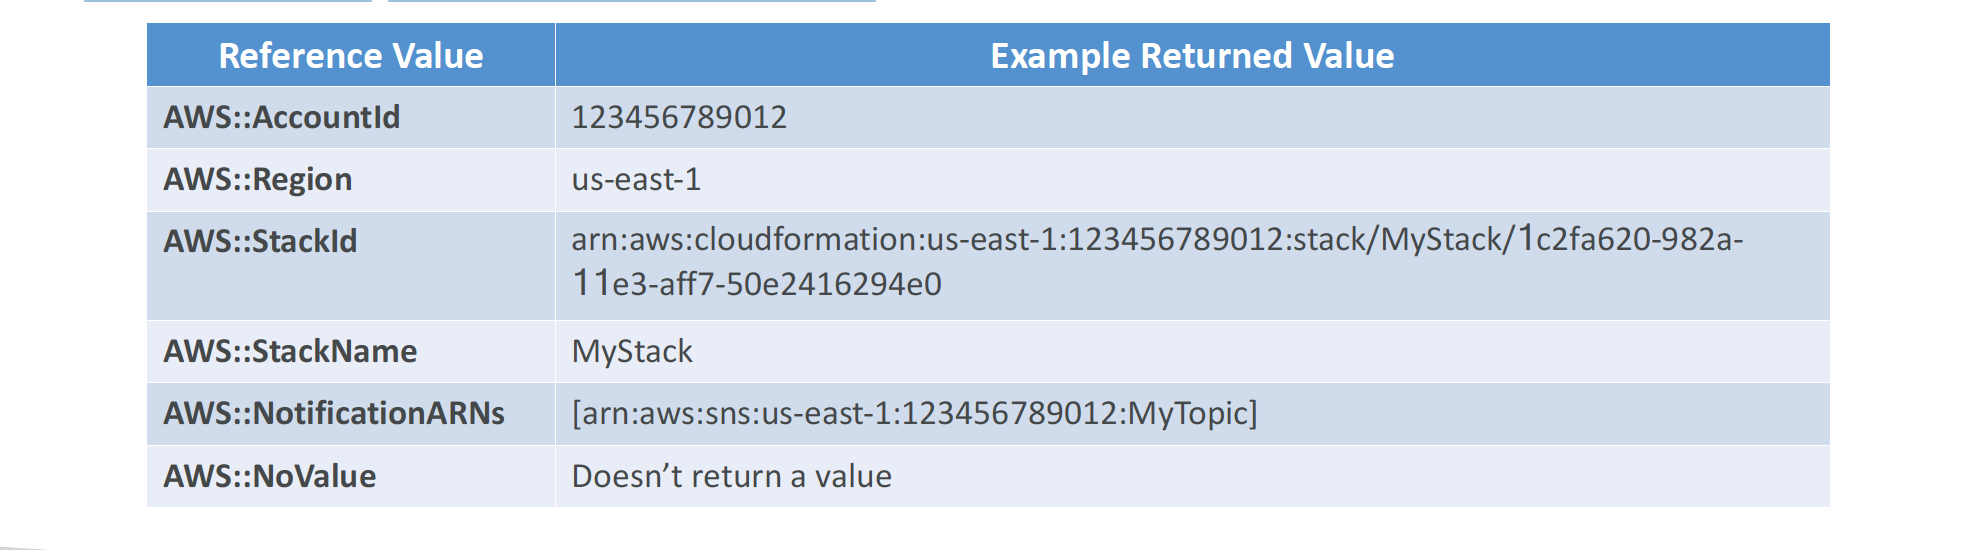 Reference Value Example Returned Value
AWS::AccountId 123456789012
AWS::Region us-east-1
AWS::StackId arn:aws:cloudformation:us-east-1:123456789012:stack/MyStack/1c2fa620-982a-
11e3-aff7-50e2416294e0
AWS::StackName MyStack
AWS::NotificationARNs [arn:aws:sns:us-east-1:123456789012:MyTopic]
AWS::NoValue Doesn’t return a value